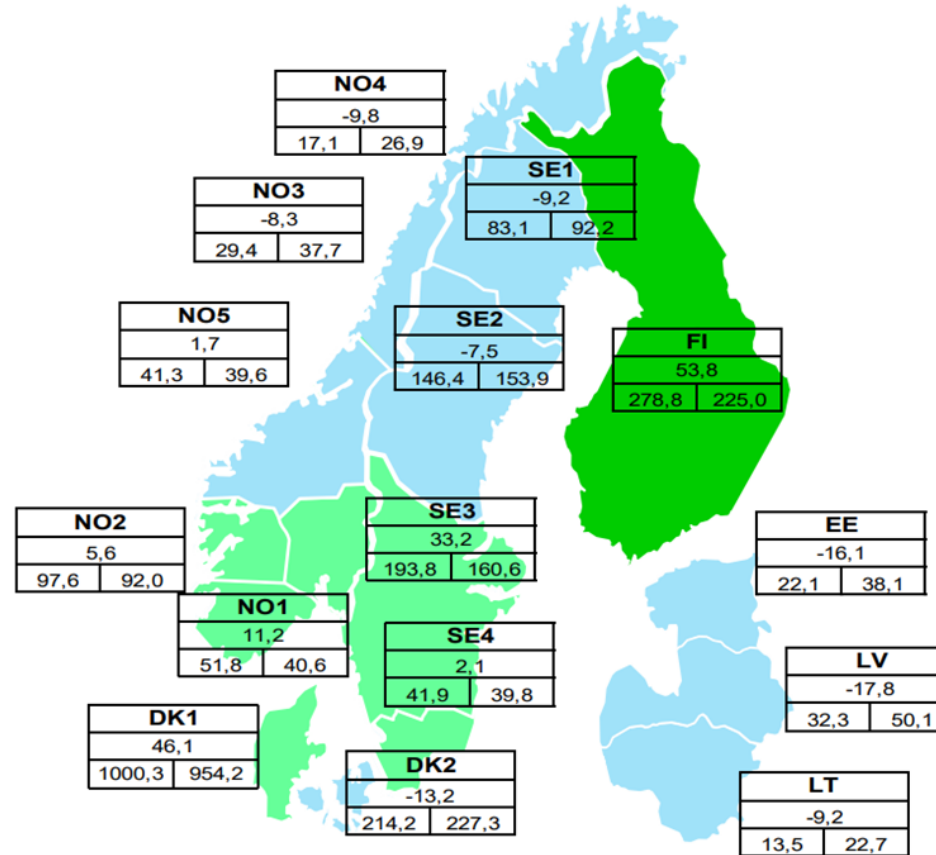 NO4
-9,8
17,1 26,9
SE1
-9,2
83,1 92,2
NO3
-8,3
29,4 37,7
NO5
1,7
41,3 39,6
SE2
-7,5
146,4 153,9
FI
53,8
278,8 225,0
NO2
5,6
97,6 92,0
SE3
33,2
193,8 160,6
EE
-16,1
22,1 38,1
NO1
11,2
51,8 40,6
SE4
2,1
41,9 39,8
LV
-17,8
32,3 50,1
DK1
46,1
1000,3 954,2
DK2
-13,2
214,2 227,3
LT
-9,2
13,5 22,7